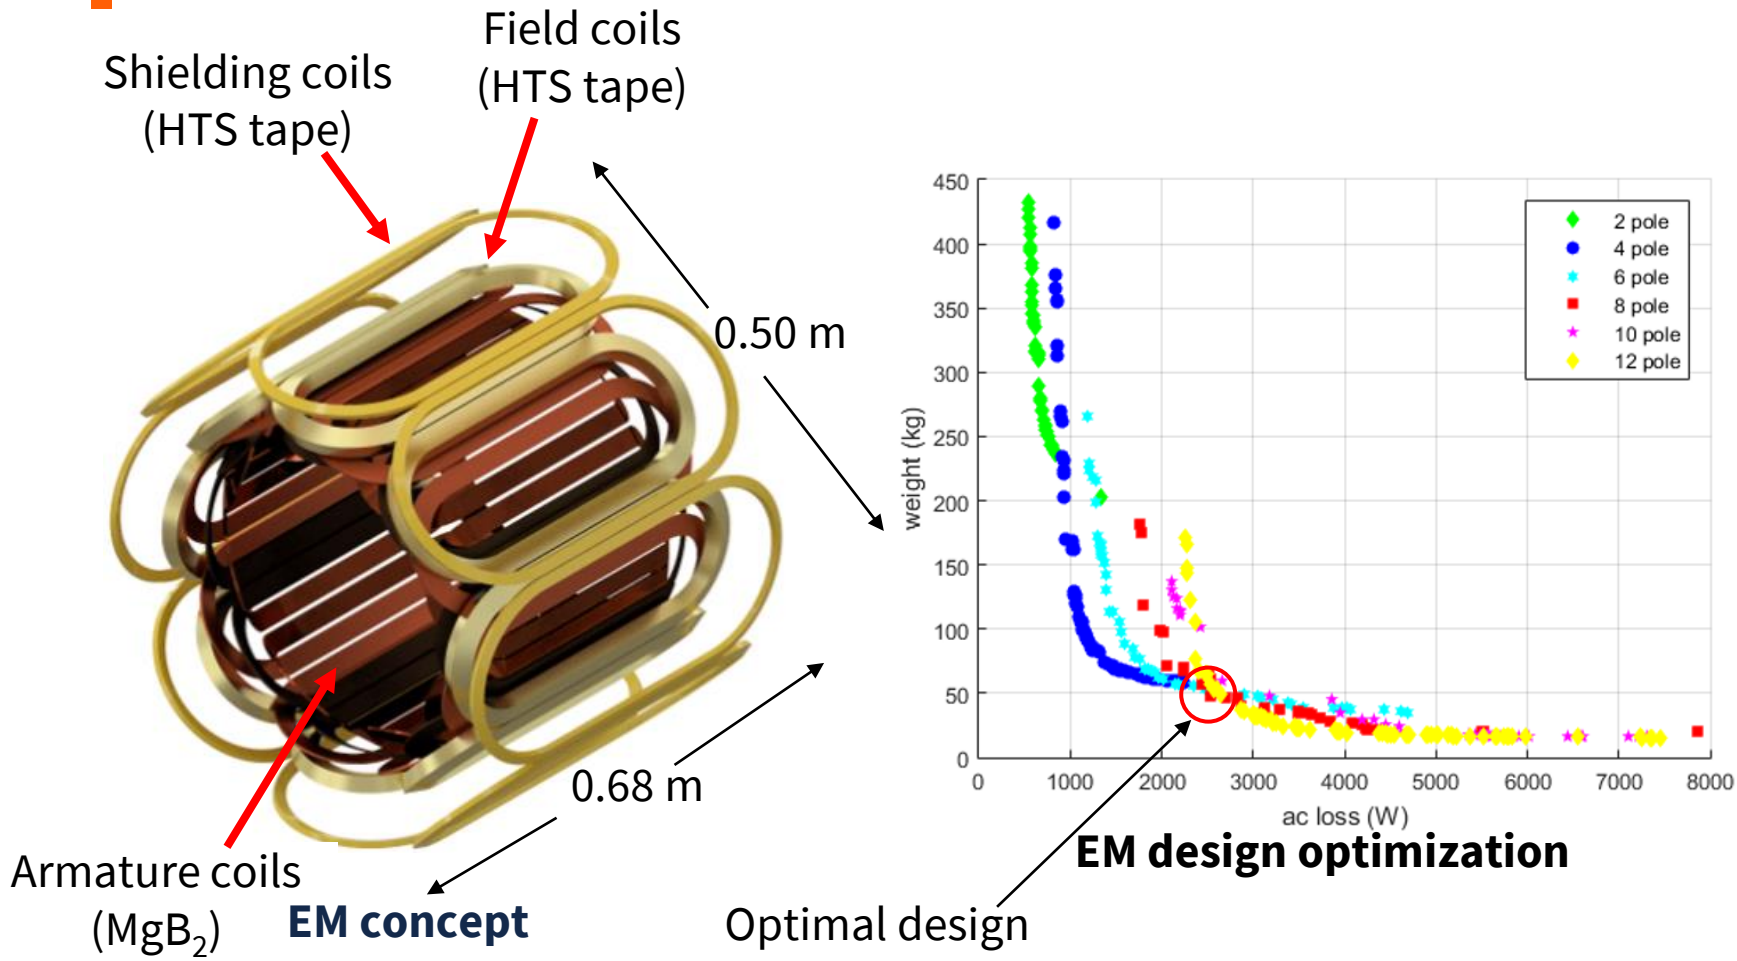 Shielding coils
(HTS tape)
Field coils
(HTS tape)
0.50 m
0.68 m
Armature coils
(MgB₂)
EM concept
450
400
350
300
250
200
150
100
50
0
weight (kg)
0
1000
2000
3000
4000
5000
6000
7000
8000
ac loss (W)
2 pole
4 pole
6 pole
8 pole
10 pole
12 pole
EM design optimization
Optimal design